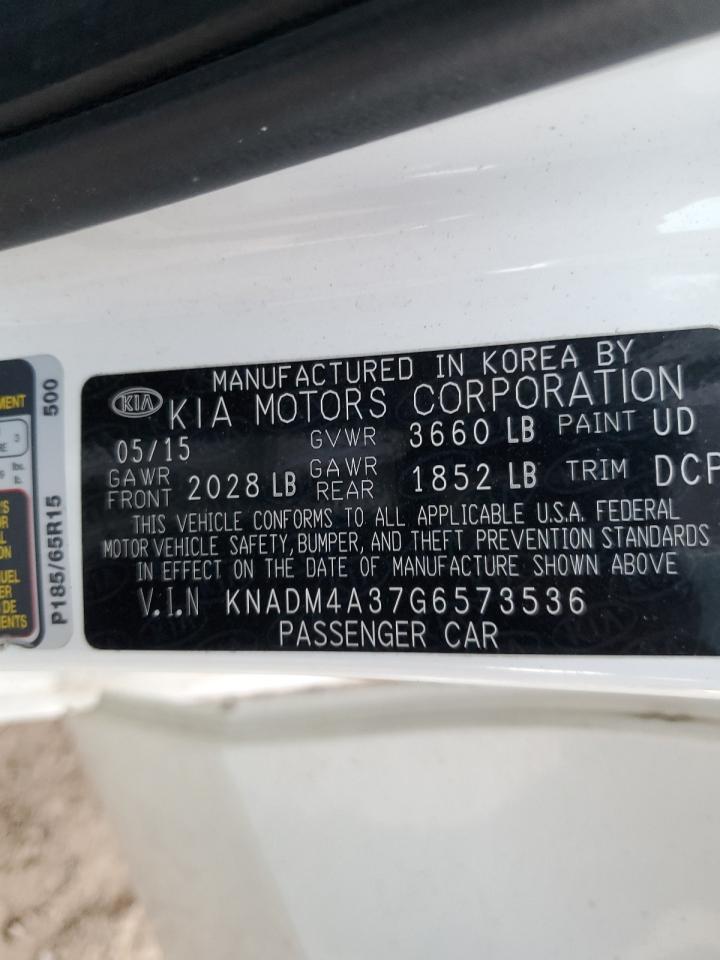 MANUFACTURED IN KOREA BY
KIA KIA MOTORS CORPORATION
05/15 GVWR 3660 LB PAINT UD
GAWR FRONT 2028 LB GAWR REAR 1852 LB TRIM DCP
THIS VEHICLE CONFORMS TO ALL APPLICABLE U.S.A. FEDERAL
MOTOR VEHICLE SAFETY, BUMPER, AND THEFT PREVENTION STANDARDS
IN EFFECT ON THE DATE OF MANUFACTURE SHOWN ABOVE
V.I.N KNADM4A37G6573536
PASSENGER CAR
P185/65R15 500